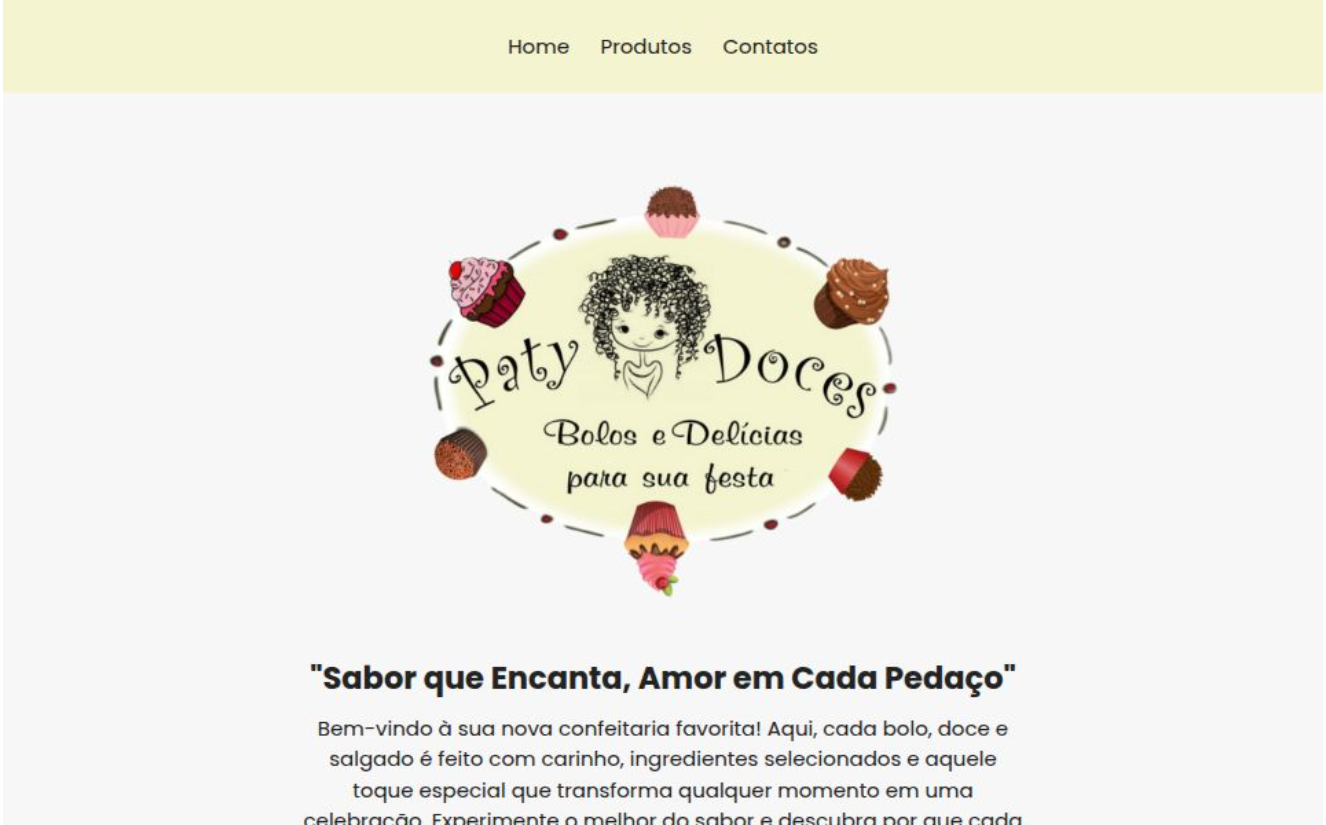 Home Produtos Contatos
Paty Doces
Bolos e Delícias
para sua festa
"Sabor que Encanta, Amor em Cada Pedaço"
Bem-vindo à sua nova confeitaria favorita! Aqui, cada bolo, doce e
salgado é feito com carinho, ingredientes selecionados e aquele
toque especial que transforma qualquer momento em uma
celebração. Experimente o melhor do sabor e descubra por que cada